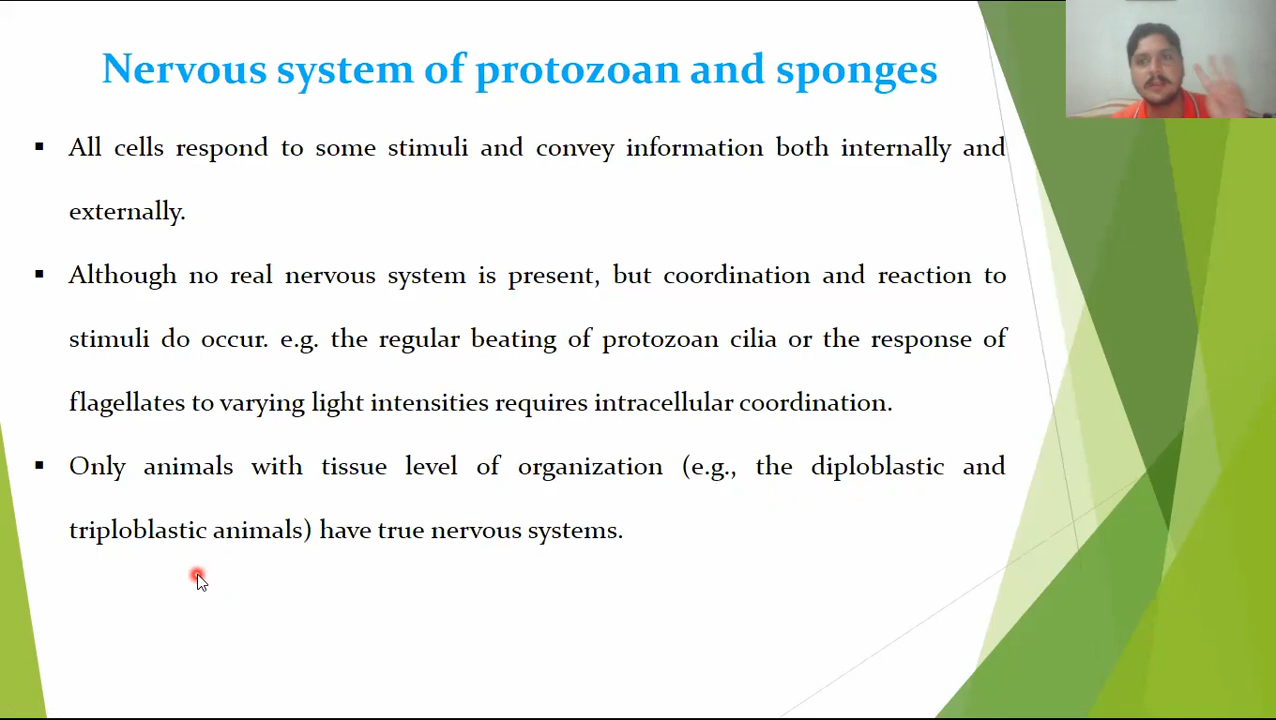 Nervous system of protozoan and sponges
▪ All cells respond to some stimuli and convey information both internally and
externally.
▪ Although no real nervous system is present, but coordination and reaction to
stimuli do occur. e.g. the regular beating of protozoan cilia or the response of
flagellates to varying light intensities requires intracellular coordination.
▪ Only animals with tissue level of organization (e.g., the diploblastic and
triploblastic animals) have true nervous systems.